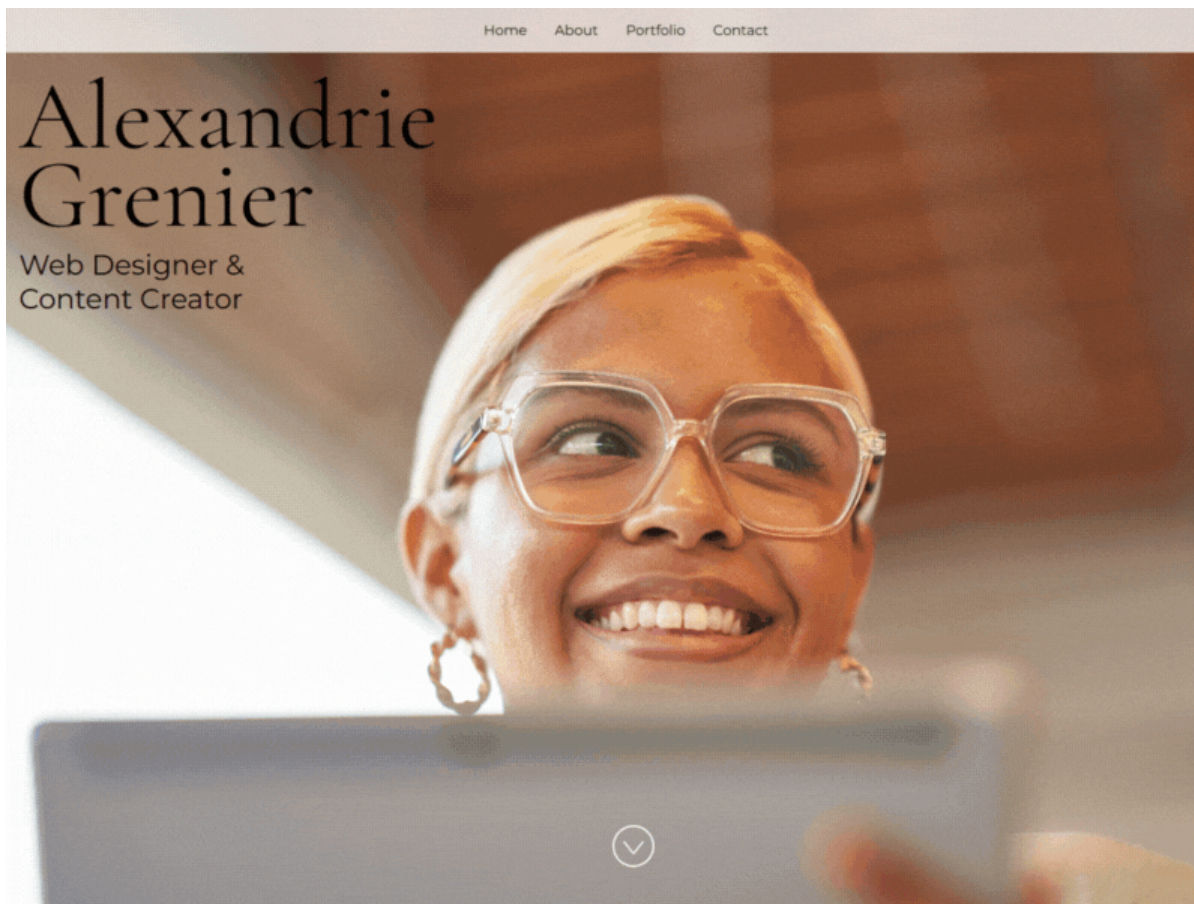 Home About Portfolio Contact
Alexandrie
Grenier
Web Designer &
Content Creator